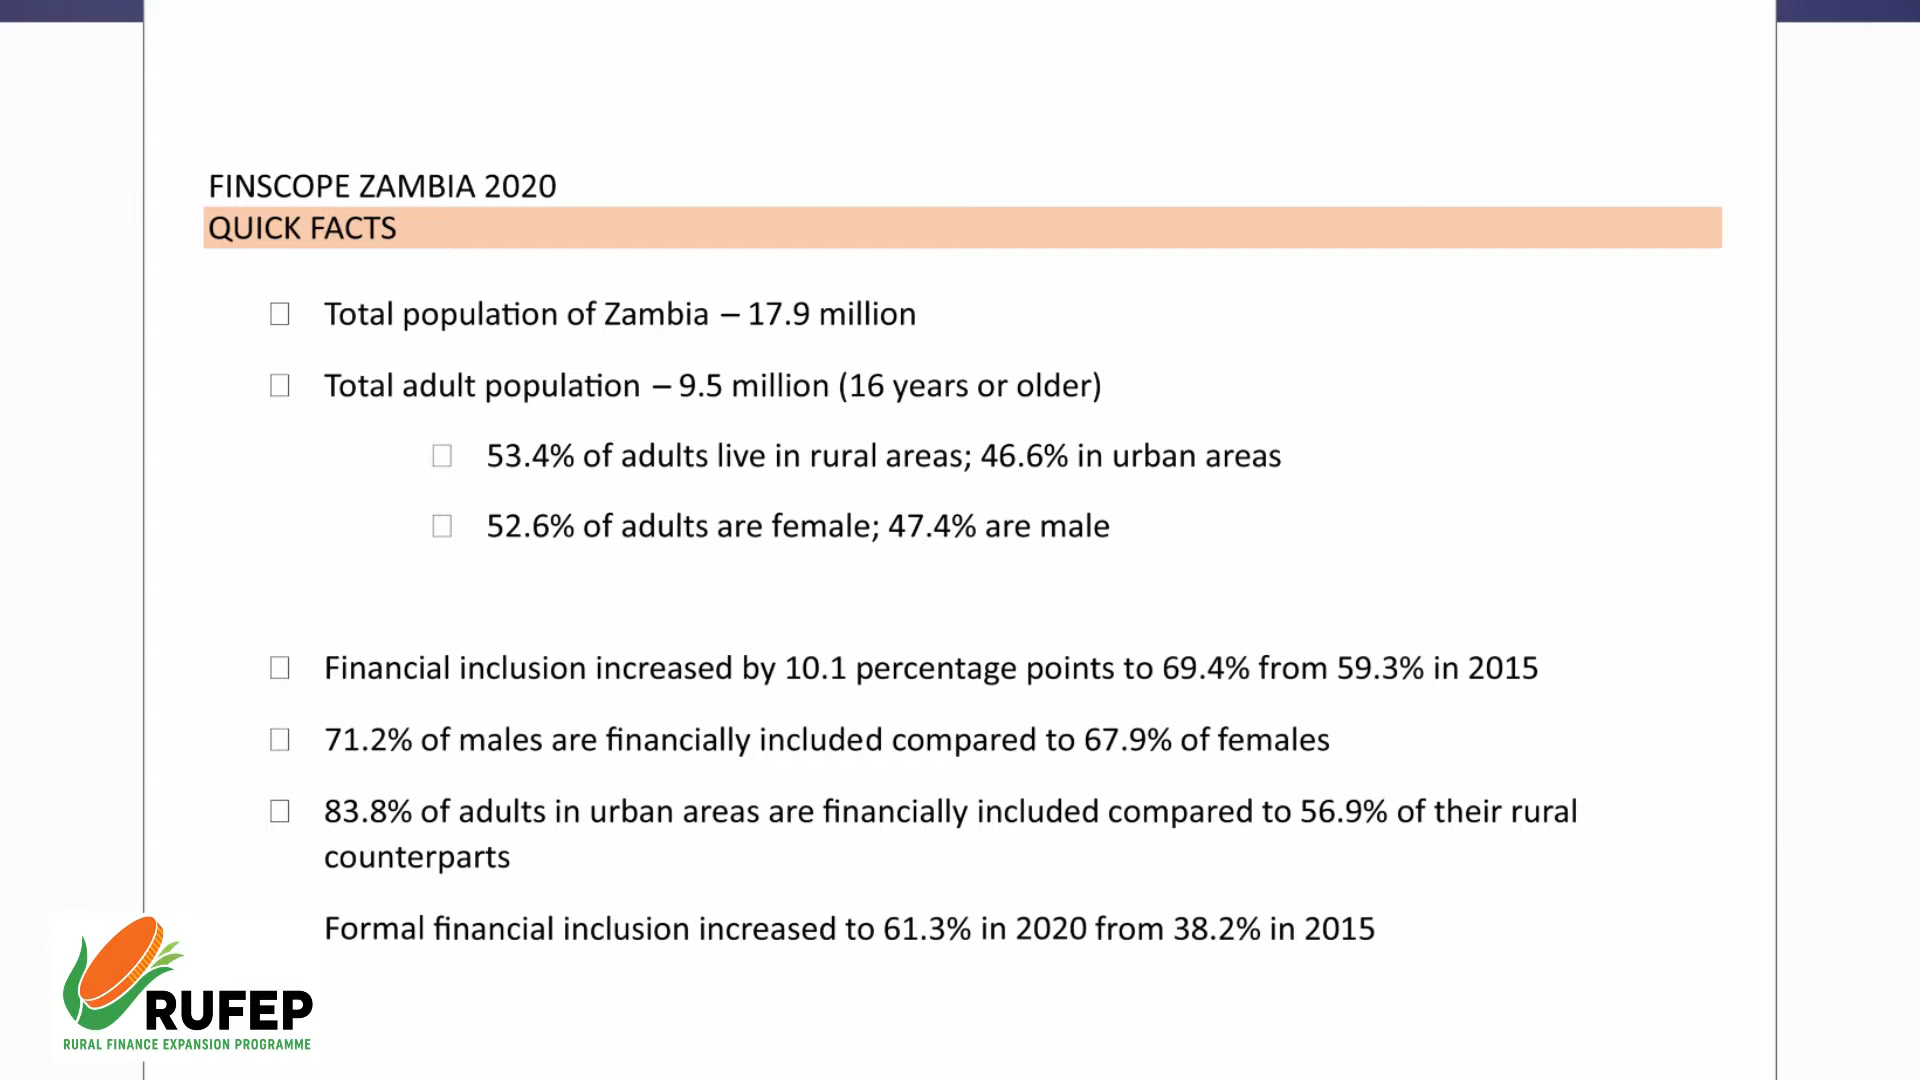 FINSCOPE ZAMBIA 2020
QUICK FACTS
Total population of Zambia – 17.9 million
Total adult population – 9.5 million (16 years or older)
53.4% of adults live in rural areas; 46.6% in urban areas
52.6% of adults are female; 47.4% are male
Financial inclusion increased by 10.1 percentage points to 69.4% from 59.3% in 2015
71.2% of males are financially included compared to 67.9% of females
83.8% of adults in urban areas are financially included compared to 56.9% of their rural
counterparts
Formal financial inclusion increased to 61.3% in 2020 from 38.2% in 2015
RUFEP
RURAL FINANCE EXPANSION PROGRAMME